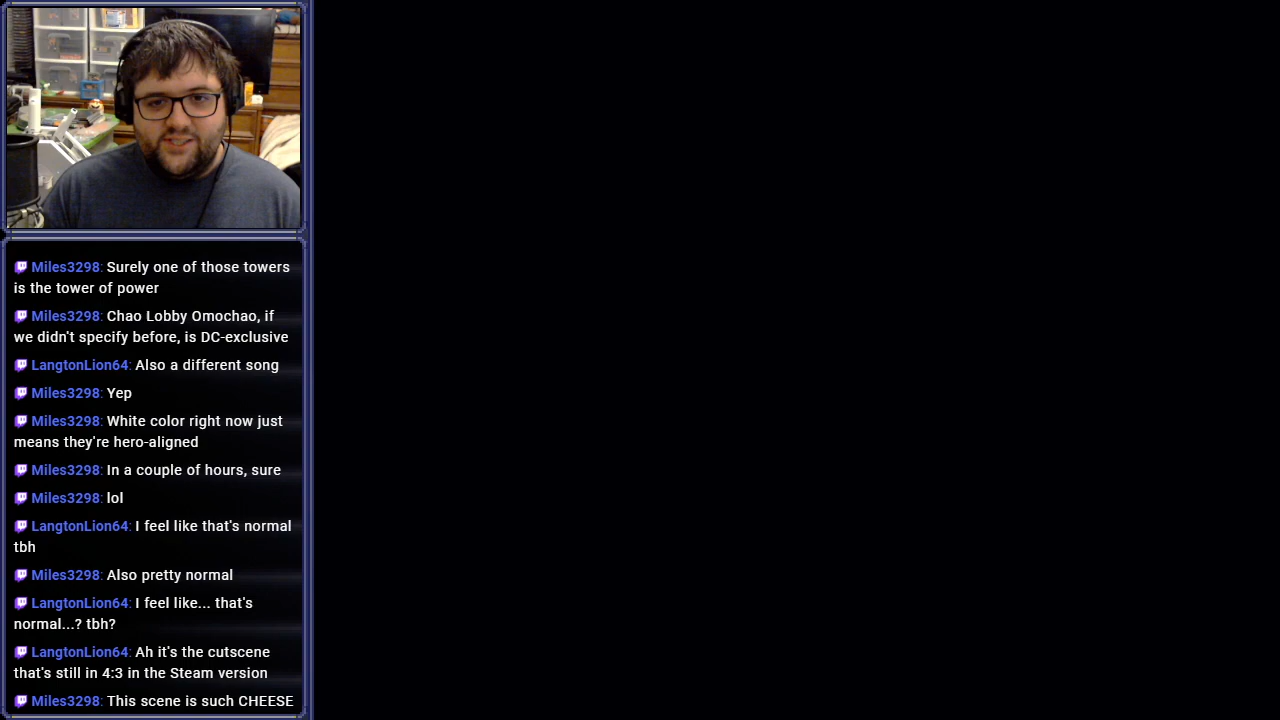 Miles3298: Surely one of those towers
is the tower of power
Miles3298: Chao Lobby Omochao, if
we didn't specify before, is DC-exclusive
LangtonLion64: Also a different song
Miles3298: Yep
Miles3298: White color right now just
means they're hero-aligned
Miles3298: In a couple of hours, sure
Miles3298: lol
LangtonLion64: I feel like that's normal
tbh
Miles3298: Also pretty normal
LangtonLion64: I feel like... that's
normal...? tbh?
LangtonLion64: Ah it's the cutscene
that's still in 4:3 in the Steam version
Miles3298: This scene is such CHEESE